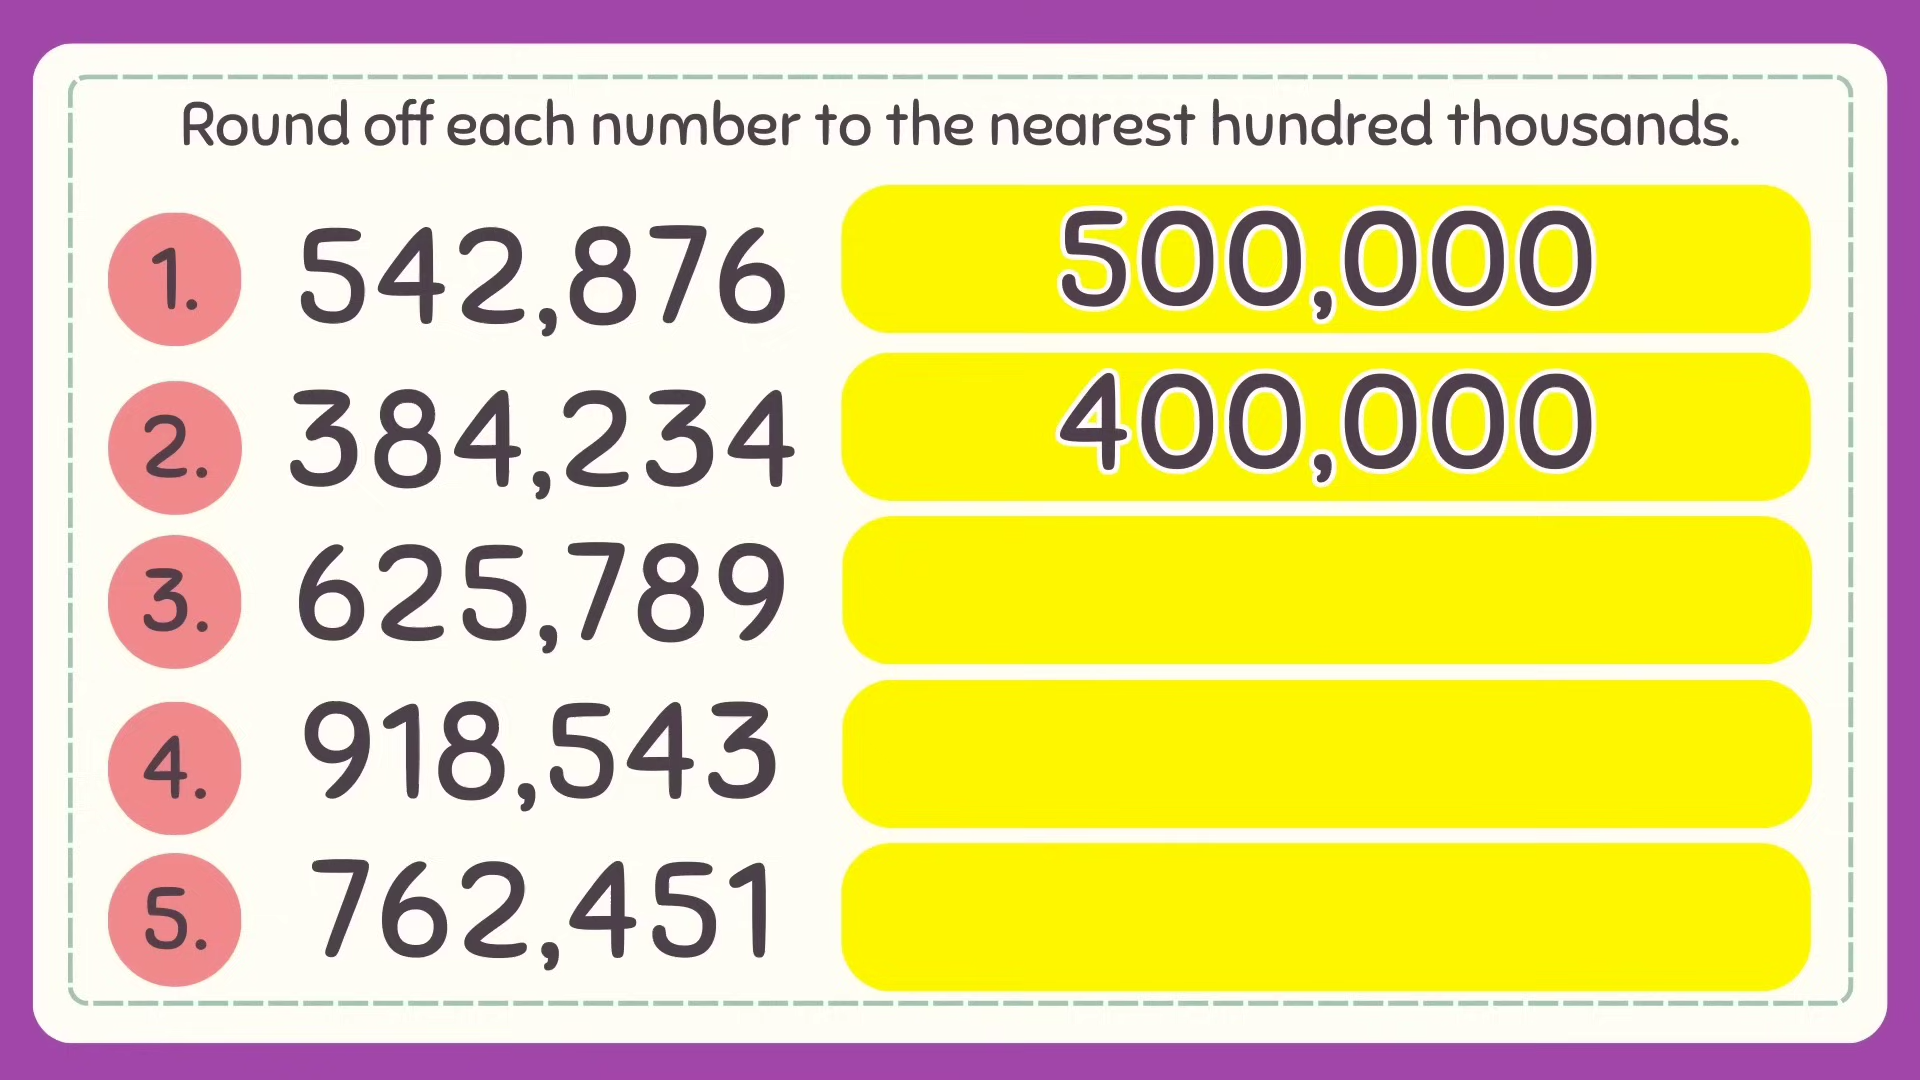 Round off each number to the nearest hundred thousands.
1. 542,876 500,000
2. 384,234 400,000
3. 625,789
4. 918,543
5. 762,451